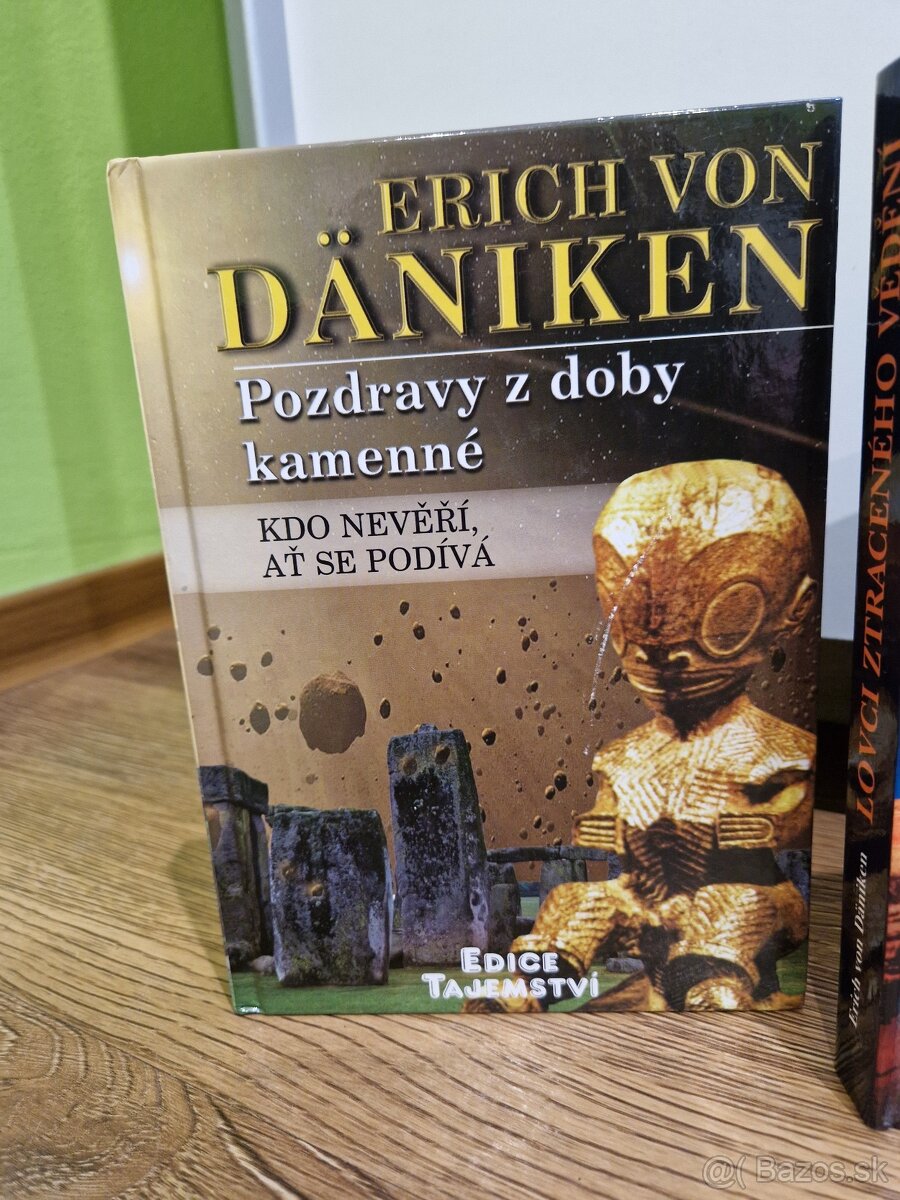 ERICH VON
DÄNIKEN
Pozdravy z doby
kamenné
KDO NEVĚŘÍ,
AŤ SE PODÍVÁ
EDICE
TAJEMSTVÍ
Erich von Däniken LOVCI ZTRACENÉHO VĚDĚNÍ
@( Bazos.sk